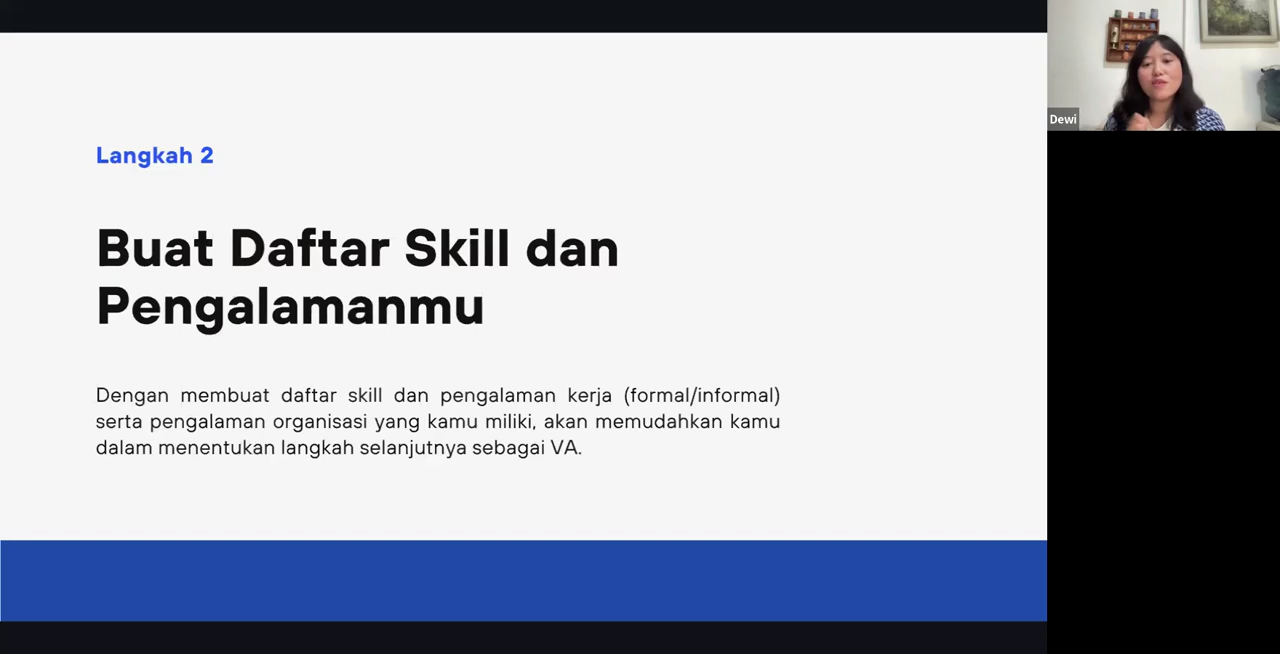 Langkah 2
Buat Daftar Skill dan
Pengalamanmu
Dengan membuat daftar skill dan pengalaman kerja (formal/informal)
serta pengalaman organisasi yang kamu miliki, akan memudahkan kamu
dalam menentukan langkah selanjutnya sebagai VA.
Dewi